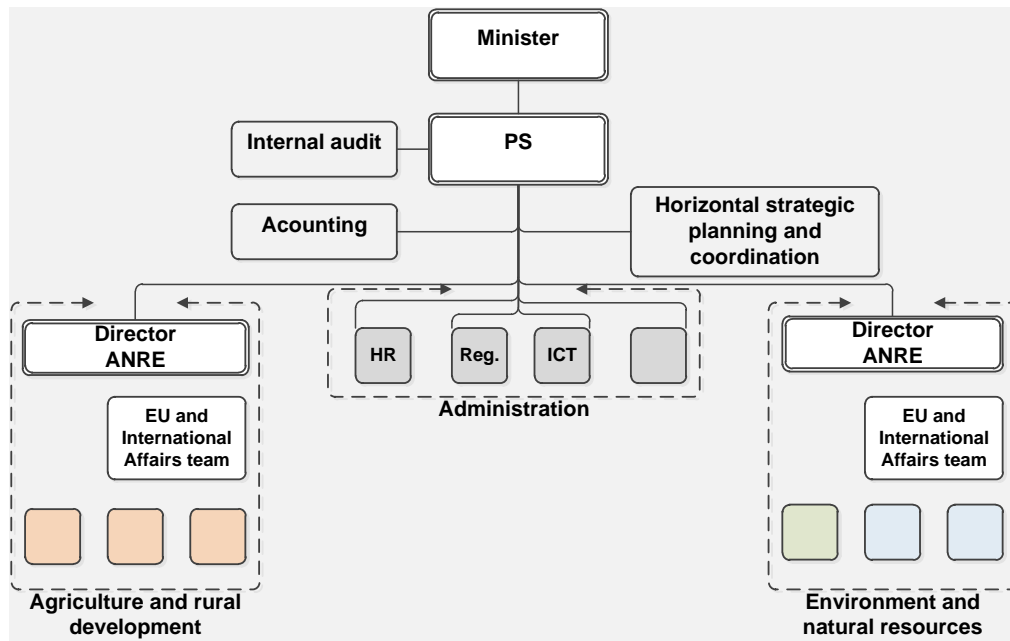 Minister
PS
Internal audit
Acounting
Horizontal strategic
planning and
coordination
Director
ANRE
HR
Reg.
ICT
Director
ANRE
Administration
EU and
International
Affairs team
EU and
International
Affairs team
Agriculture and rural
development
Environment and
natural resources